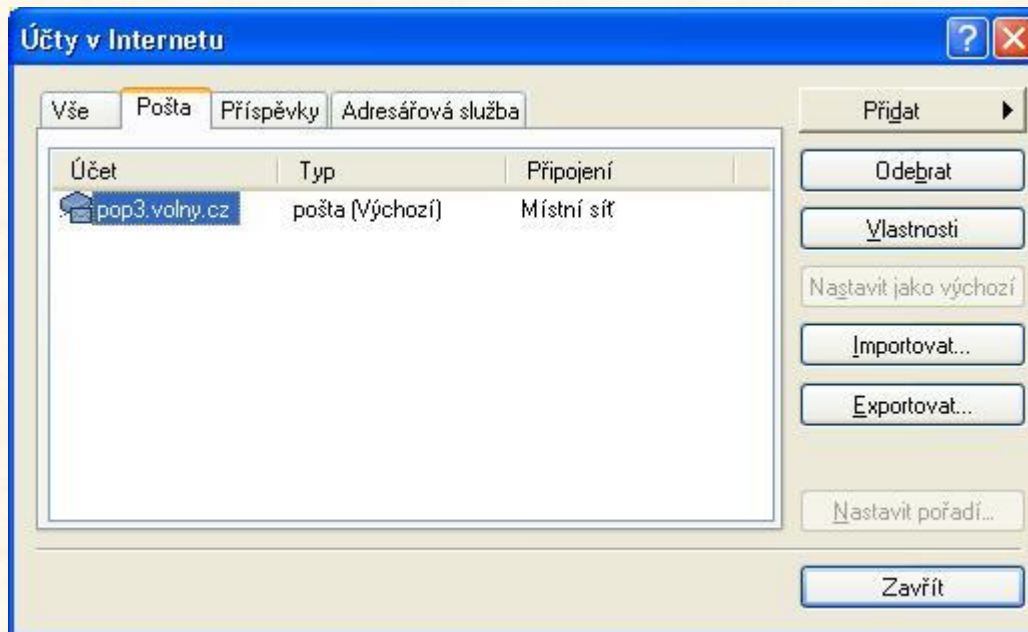 Účty v Internetu
Vše Pošta Příspěvky Adresářová služba
Účet Typ Připojení
pop3.volny.cz pošta (Výchozí) Místní síť
Přidat
Odebrat
Vlastnosti
Nastavit jako výchozí
Importovat...
Exportovat...
Nastavit pořadí...
Zavřít